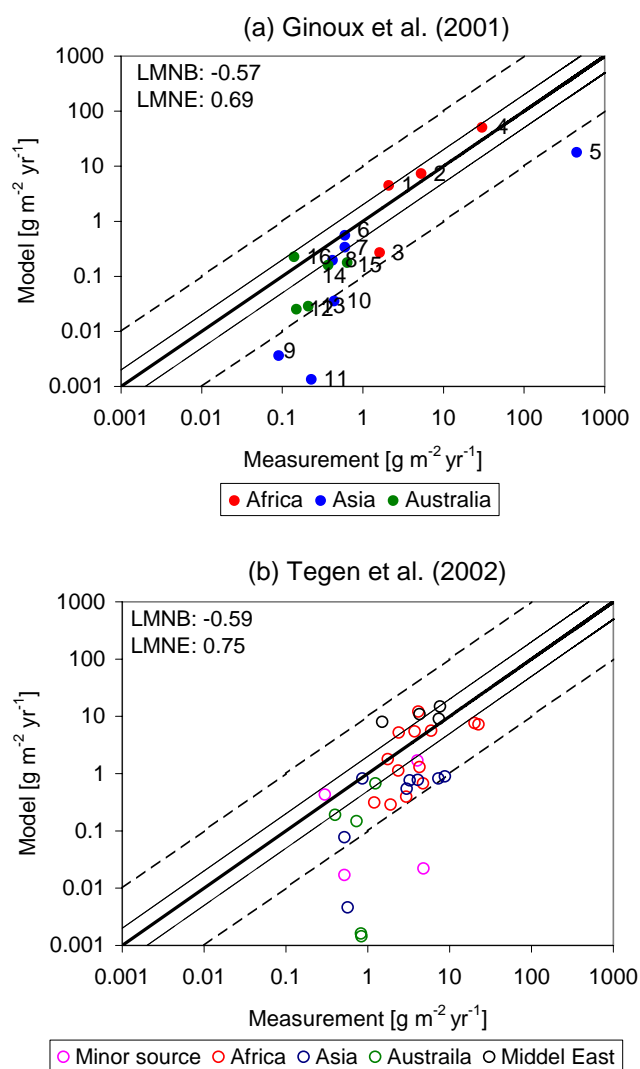 (a) Ginoux et al. (2001)
LMNB: -0.57
LMNE: 0.69
1000
100
10
1
0.1
0.01
0.001
Model [g m⁻² yr⁻¹]
4
5
2
1
6
7
3
8
16
15
14
10
12
13
9
11
0.001 0.01 0.1 1 10 100 1000
Measurement [g m⁻² yr⁻¹]
Africa Asia Australia
(b) Tegen et al. (2002)
LMNB: -0.59
LMNE: 0.75
1000
100
10
1
0.1
0.01
0.001
Model [g m⁻² yr⁻¹]
0.001 0.01 0.1 1 10 100 1000
Measurement [g m⁻² yr⁻¹]
Minor source Africa Asia Austraila Middel East